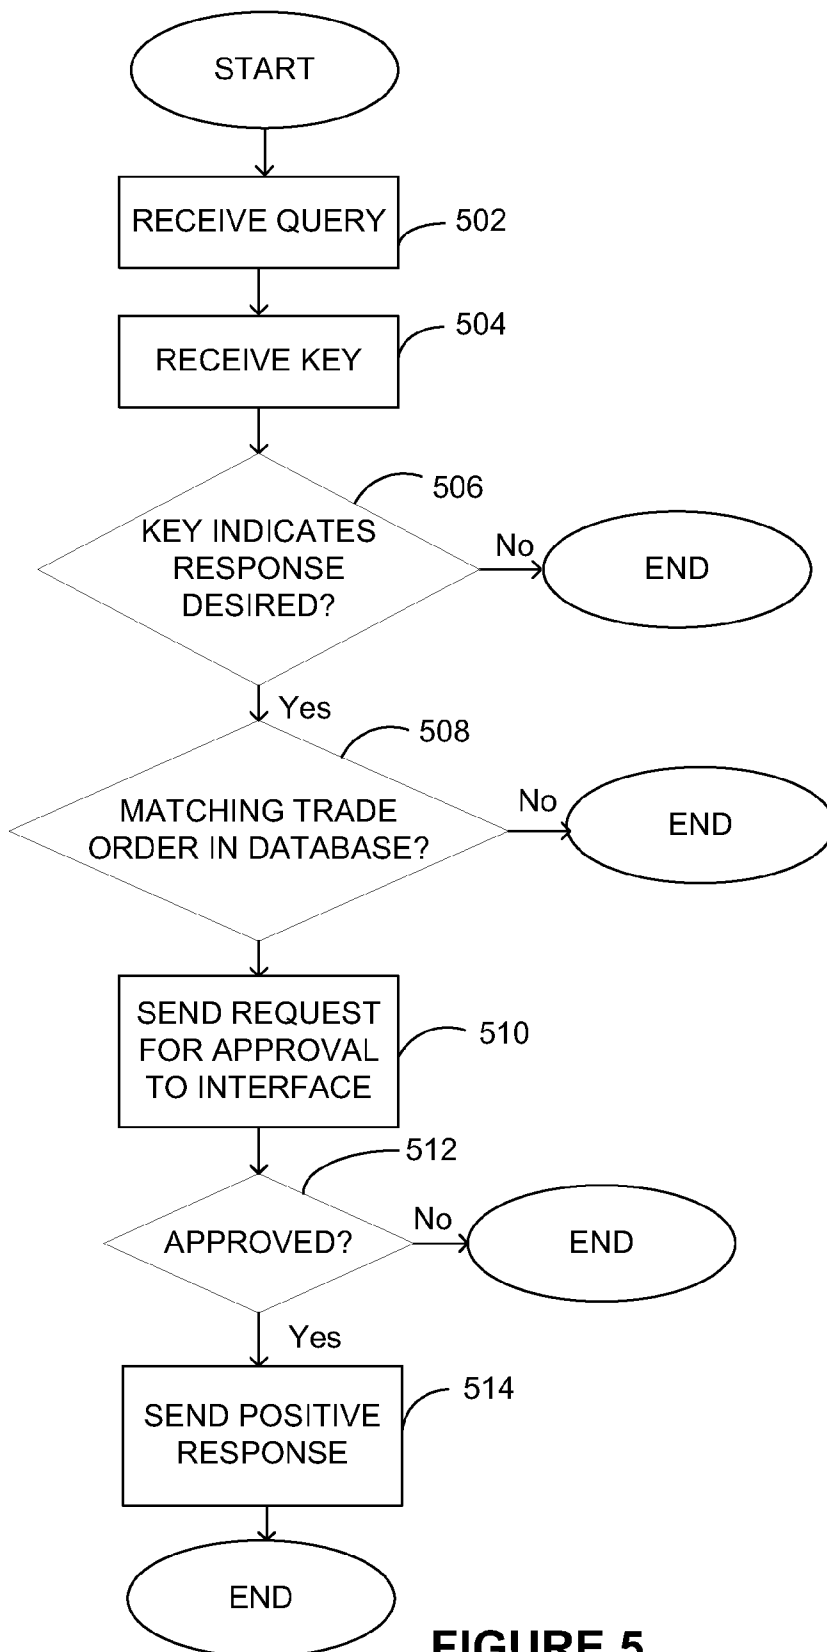 START
RECEIVE QUERY
502
RECEIVE KEY
504
506
KEY INDICATES
RESPONSE
DESIRED?
No
END
Yes
508
MATCHING TRADE
ORDER IN DATABASE?
No
END
SEND REQUEST
FOR APPROVAL
TO INTERFACE
510
512
APPROVED?
No
END
Yes
SEND POSITIVE
RESPONSE
514
END
FIGURE 5